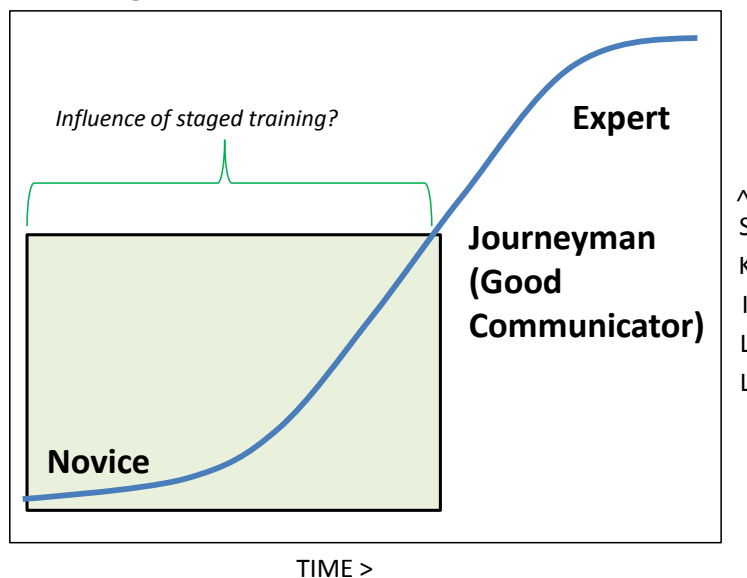 Influence of staged training?
Expert
Journeyman
(Good
Communicator)
Novice
^
S
K
I
L
L
TIME >